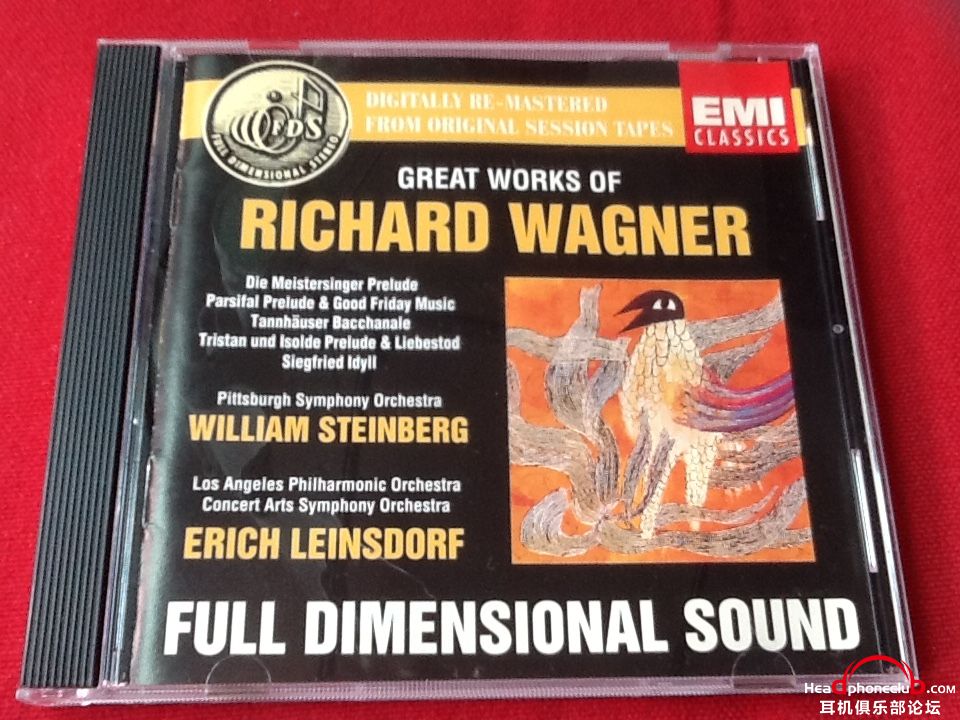 DIGITALLY RE-MASTERED
FROM ORIGINAL SESSION TAPES
EMI
CLASSICS
FDS
FULL DIMENSIONAL STEREO
GREAT WORKS OF
RICHARD WAGNER
Die Meistersinger Prelude
Parsifal Prelude & Good Friday Music
Tannhäuser Bacchanale
Tristan und Isolde Prelude & Liebestod
Siegfried Idyll
Pittsburgh Symphony Orchestra
WILLIAM STEINBERG
Los Angeles Philharmonic Orchestra
Concert Arts Symphony Orchestra
ERICH LEINSDORF
FULL DIMENSIONAL SOUND
Headphoneclub.com
耳机俱乐部论坛